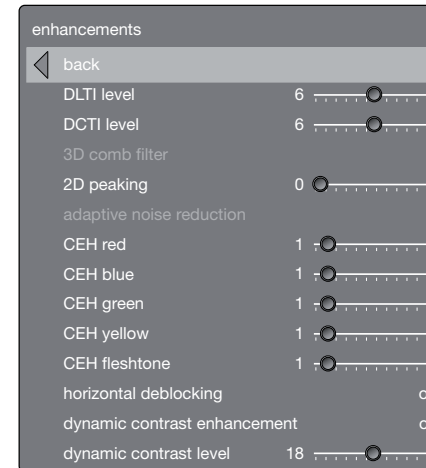 enhancements
back
DLTI level 6
DCTI level 6
3D comb filter
2D peaking 0
adaptive noise reduction
CEH red 1
CEH blue 1
CEH green 1
CEH yellow 1
CEH fleshtone 1
horizontal deblocking
dynamic contrast enhancement
dynamic contrast level 18